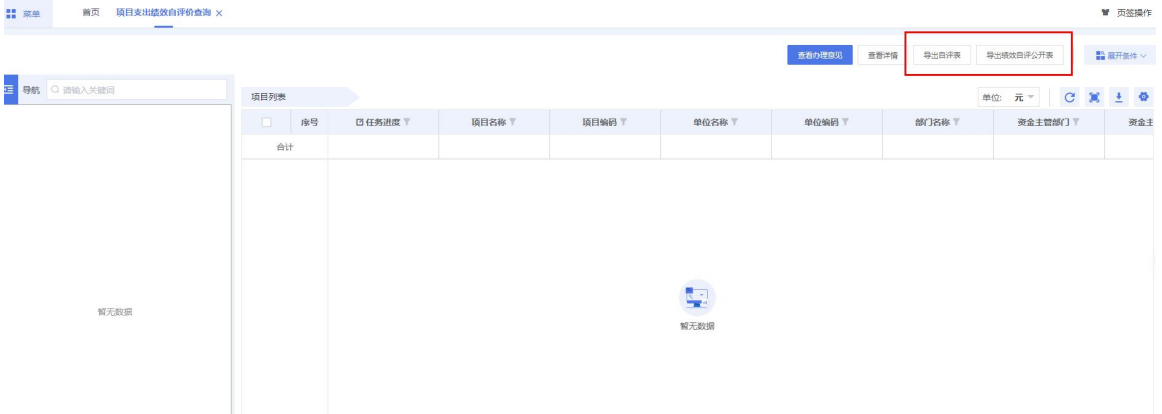 菜单 首页 项目支出绩效自评价查询 × 页签操作
查看办理意见 查看详情 导出自评表 导出绩效自评公开表 展开条件
导航 请输入关键词 项目列表 单位: 元
序号 任务进度 项目名称 项目编码 单位名称 单位编码 部门名称 资金主管部门 资金主
合计
暂无数据
暂无数据